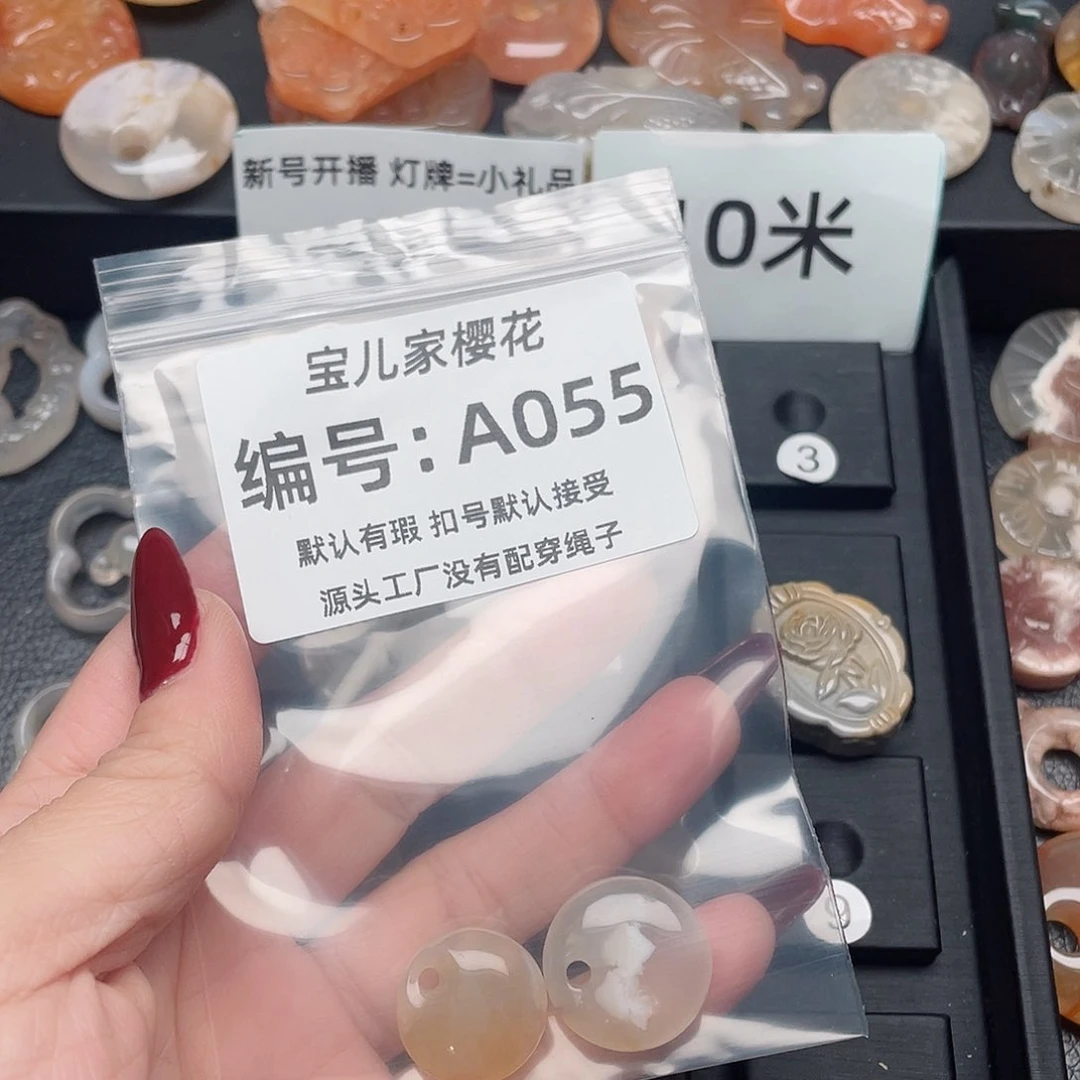 新号开播 灯牌=小礼品
10米
宝儿家樱花
编号:A055
默认有瑕 扣号默认接受
源头工厂没有配穿绳子
3
9